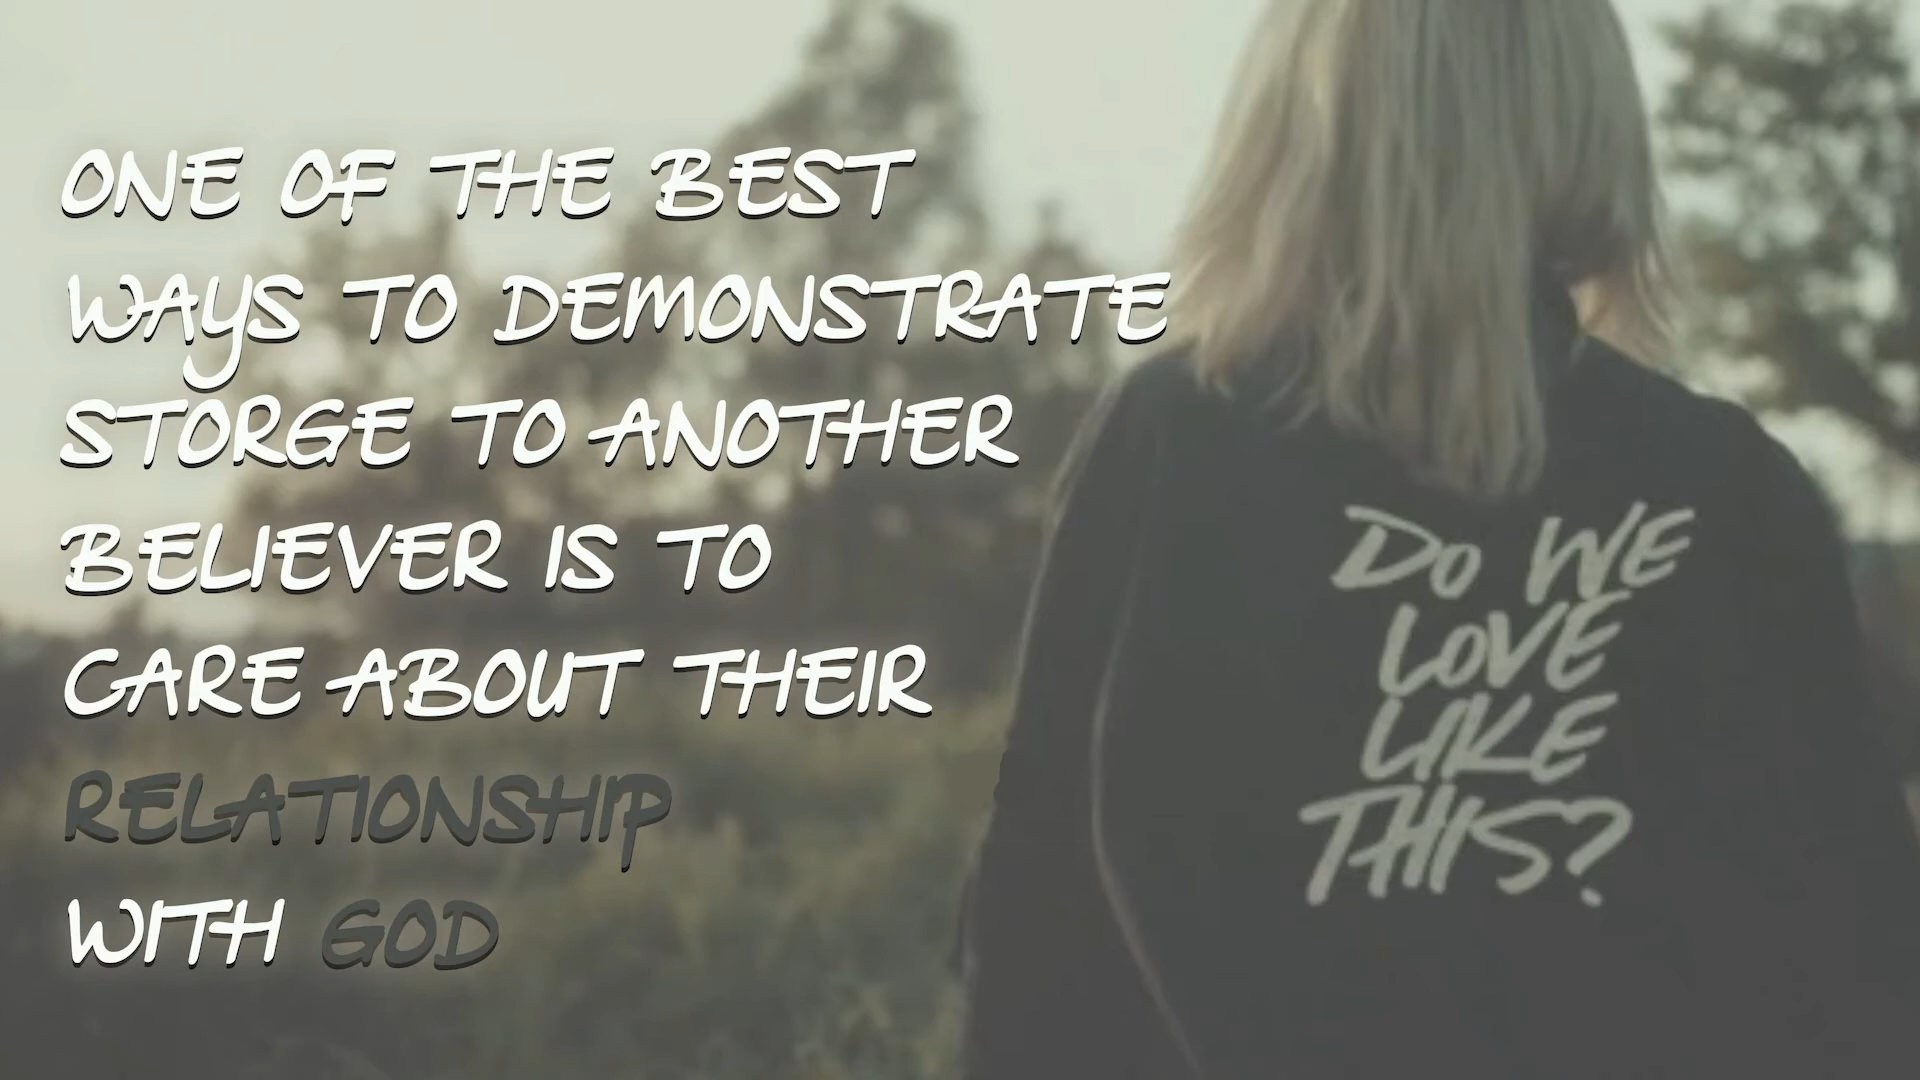 ONE OF THE BEST
WAYS TO DEMONSTRATE
STORGE TO ANOTHER
BELIEVER IS TO
CARE ABOUT THEIR
RELATIONSHIP
WITH GOD
DO WE
LOVE
LIKE
THIS?